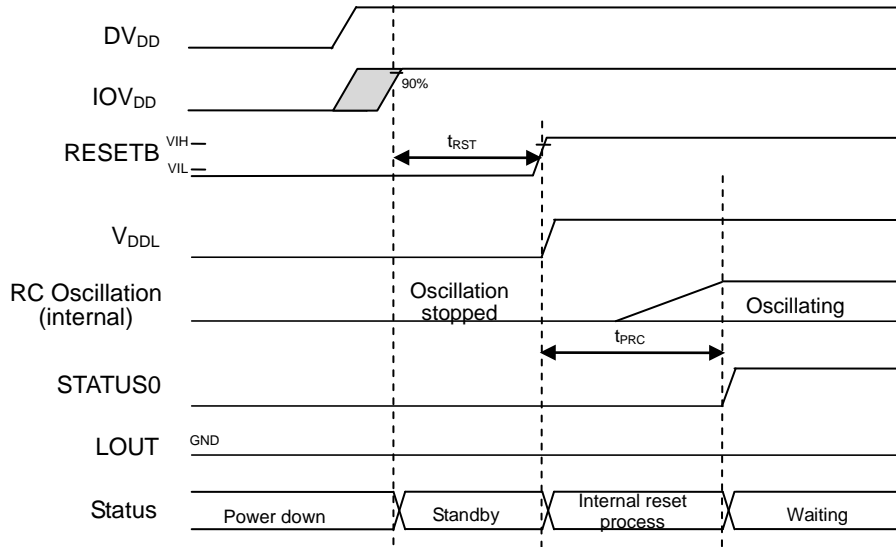 DVDD
IOVDD
90%
RESETB
VIH
VIL
tRST
VDDL
RC Oscillation
(internal)
Oscillation
stopped
Oscillating
tPRC
STATUS0
LOUT
GND
Status
Power down
Standby
Internal reset
process
Waiting